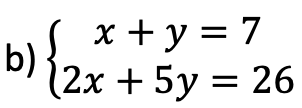 b) { x + y = 7
2x + 5y = 26